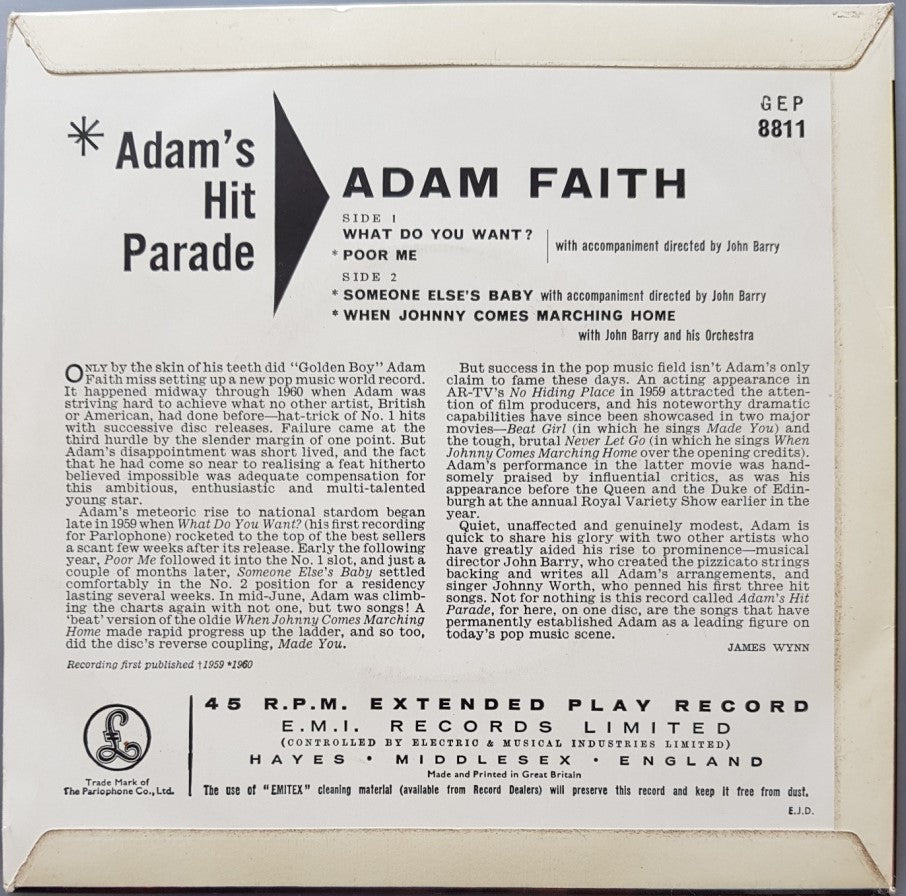 GEP
8811
* Adam's
Hit
Parade
ADAM FAITH
SIDE 1
WHAT DO YOU WANT?
* POOR ME
with accompaniment directed by John Barry
SIDE 2
* SOMEONE ELSE'S BABY with accompaniment directed by John Barry
* WHEN JOHNNY COMES MARCHING HOME
with John Barry and his Orchestra
ONLY by the skin of his teeth did "Golden Boy" Adam
Faith miss setting up a new pop music world record.
It happened midway through 1960 when Adam was
striving hard to achieve what no other artist, British
or American, had done before—hat-trick of No. 1 hits
with successive disc releases. Failure came at the
third hurdle by the slender margin of one point. But
Adam's disappointment was short lived, and the fact
that he had come so near to realising a feat hitherto
believed impossible was adequate compensation for
this ambitious, enthusiastic and multi-talented
young star.
Adam's meteoric rise to national stardom began
late in 1959 when What Do You Want? (his first recording
for Parlophone) rocketed to the top of the best sellers
a scant few weeks after its release. Early the following
year, Poor Me followed it into the No. 1 slot, and just a
couple of months later, Someone Else's Baby settled
comfortably in the No. 2 position for a residency
lasting several weeks. In mid-June, Adam was climb-
ing the charts again with not one, but two songs! A
'beat' version of the oldie When Johnny Comes Marching
Home made rapid progress up the ladder, and so too,
did the disc's reverse coupling, Made You.
Recording first published †1959 *1960
But success in the pop music field isn't Adam's only
claim to fame these days. An acting appearance in
AR-TV's No Hiding Place in 1959 attracted the atten-
tion of film producers, and his noteworthy dramatic
capabilities have since been showcased in two major
movies—Beat Girl (in which he sings Made You) and
the tough, brutal Never Let Go (in which he sings When
Johnny Comes Marching Home over the opening credits).
Adam's performance in the latter movie was hand-
somely praised by influential critics, as was his
appearance before the Queen and the Duke of Edin-
burgh at the annual Royal Variety Show earlier in the
year.
Quiet, unaffected and genuinely modest, Adam is
quick to share his glory with two other artists who
have greatly aided his rise to prominence—musical
director John Barry, who created the pizzicato strings
backing and writes all Adam's arrangements, and
singer Johnny Worth, who penned his first three hit
songs. Not for nothing is this record called Adam's Hit
Parade, for here, on one disc, are the songs that have
permanently established Adam as a leading figure on
today's pop music scene.
JAMES WYNN
£
Trade Mark of
The Parlophone Co., Ltd.
45 R.P.M. EXTENDED PLAY RECORD
E.M.I. RECORDS LIMITED
(CONTROLLED BY ELECTRIC & MUSICAL INDUSTRIES LIMITED)
HAYES · MIDDLESEX · ENGLAND
Made and Printed in Great Britain
The use of "EMITEX" cleaning material (available from Record Dealers) will preserve this record and keep it free from dust.
E.J.D.